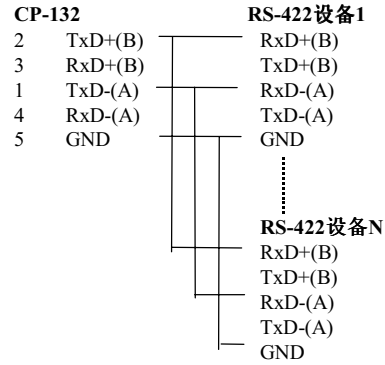 CP-132 RS-422设备1
2 TxD+(B) RxD+(B)
3 RxD+(B) TxD+(B)
1 TxD-(A) RxD-(A)
4 RxD-(A) TxD-(A)
5 GND GND
RS-422设备N
RxD+(B)
TxD+(B)
RxD-(A)
TxD-(A)
GND